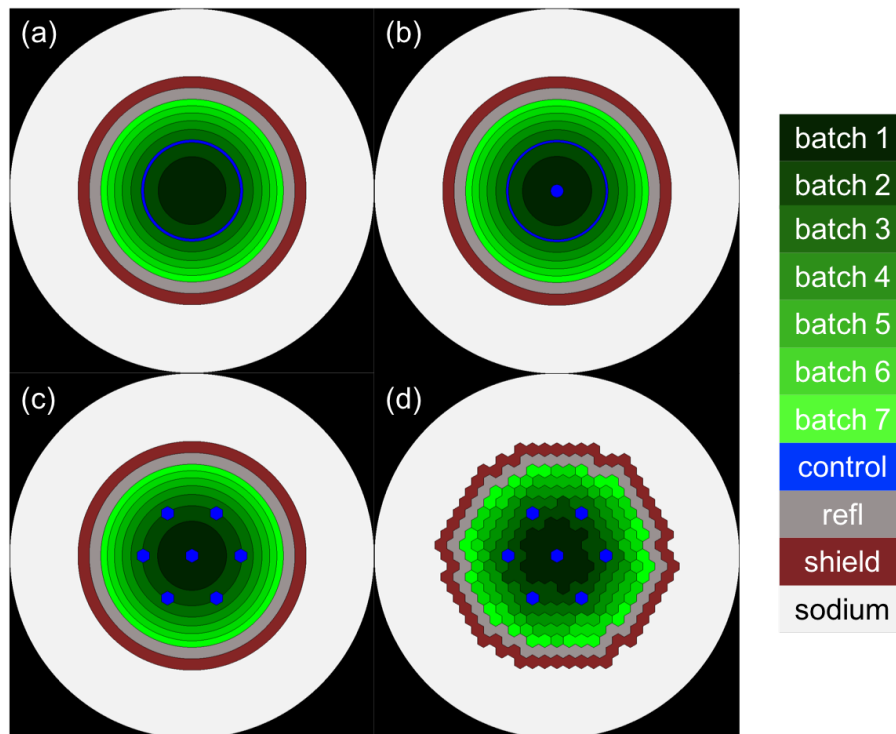 (a)
(b)
(c)
(d)
batch 1
batch 2
batch 3
batch 4
batch 5
batch 6
batch 7
control
refl
shield
sodium